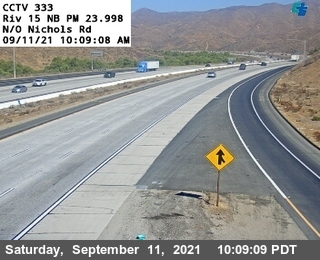 CCTV 333
Riv 15 NB PM 23.998
N/O Nichols Rd
09/11/21 10:09:08 AM
Saturday, September 11, 2021 10:09:09 PDT